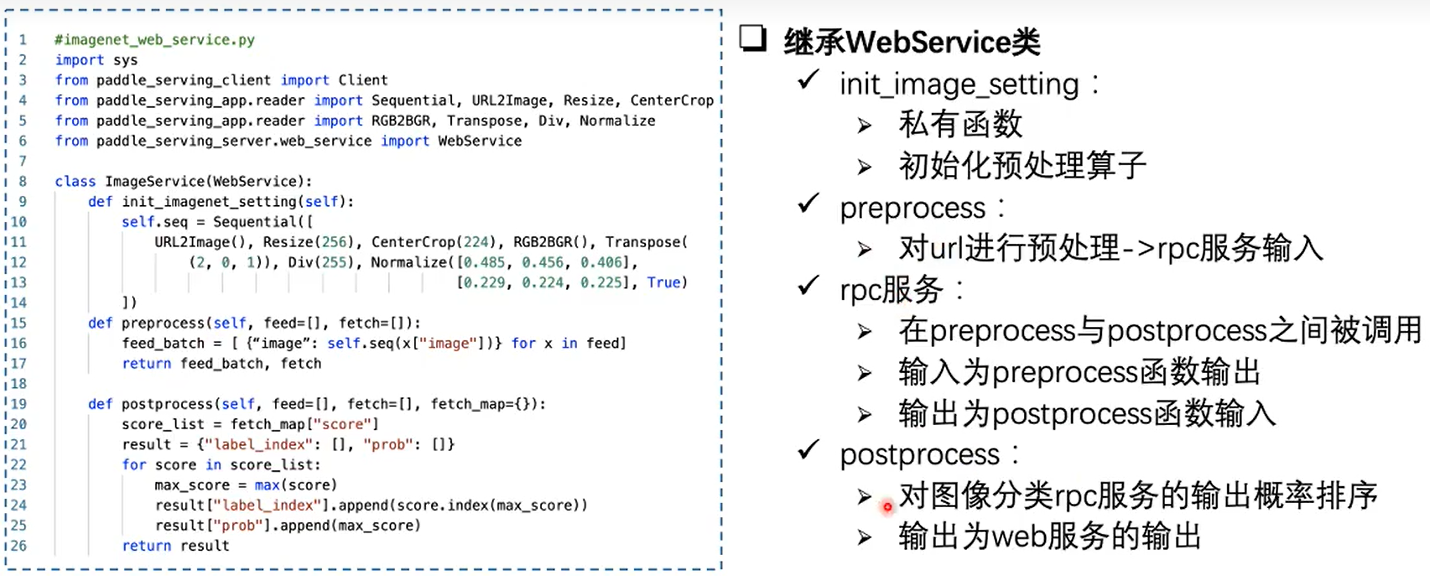 1 #imagenet_web_service.py
2 import sys
3 from paddle_serving_client import Client
4 from paddle_serving_app.reader import Sequential, URL2Image, Resize, CenterCrop
5 from paddle_serving_app.reader import RGB2BGR, Transpose, Div, Normalize
6 from paddle_serving_server.web_service import WebService
7
8 class ImageService(WebService):
9     def init_imagenet_setting(self):
10         self.seq = Sequential([
11             URL2Image(), Resize(256), CenterCrop(224), RGB2BGR(), Transpose(
12                 (2, 0, 1)), Div(255), Normalize([0.485, 0.456, 0.406],
13                                                 [0.229, 0.224, 0.225], True)
14         ])
15     def preprocess(self, feed=[], fetch=[]):
16         feed_batch = [ {“image”: self.seq(x["image"])} for x in feed]
17         return feed_batch, fetch
18
19     def postprocess(self, feed=[], fetch=[], fetch_map={}):
20         score_list = fetch_map["score"]
21         result = {"label_index": [], "prob": []}
22         for score in score_list:
23             max_score = max(score)
24             result["label_index"].append(score.index(max_score))
25             result["prob"].append(max_score)
26         return result
继承WebService类
init_image_setting：
私有函数
初始化预处理算子
preprocess：
对url进行预处理->rpc服务输入
rpc服务：
在preprocess与postprocess之间被调用
输入为preprocess函数输出
输出为postprocess函数输入
postprocess：
对图像分类rpc服务的输出概率排序
输出为web服务的输出